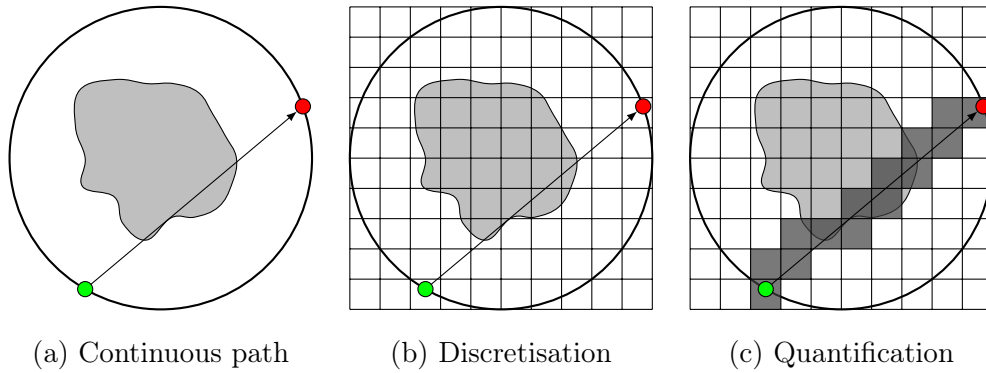 (a) Continuous path
(b) Discretisation
(c) Quantification